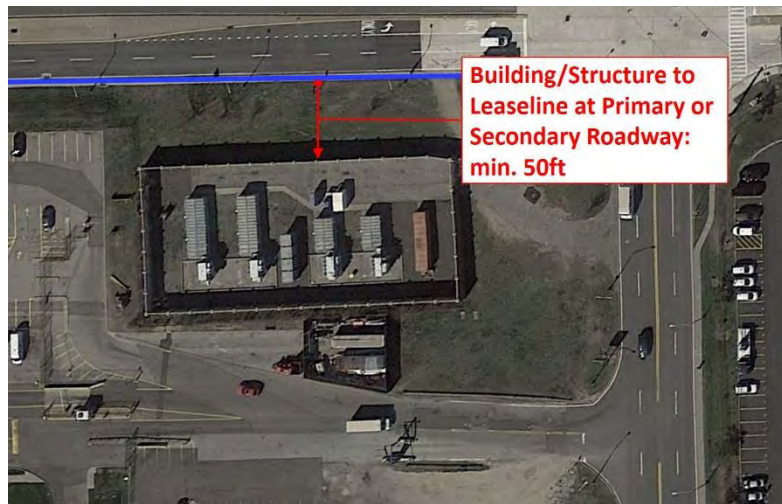 Building/Structure to
Leaseline at Primary or
Secondary Roadway:
min. 50ft